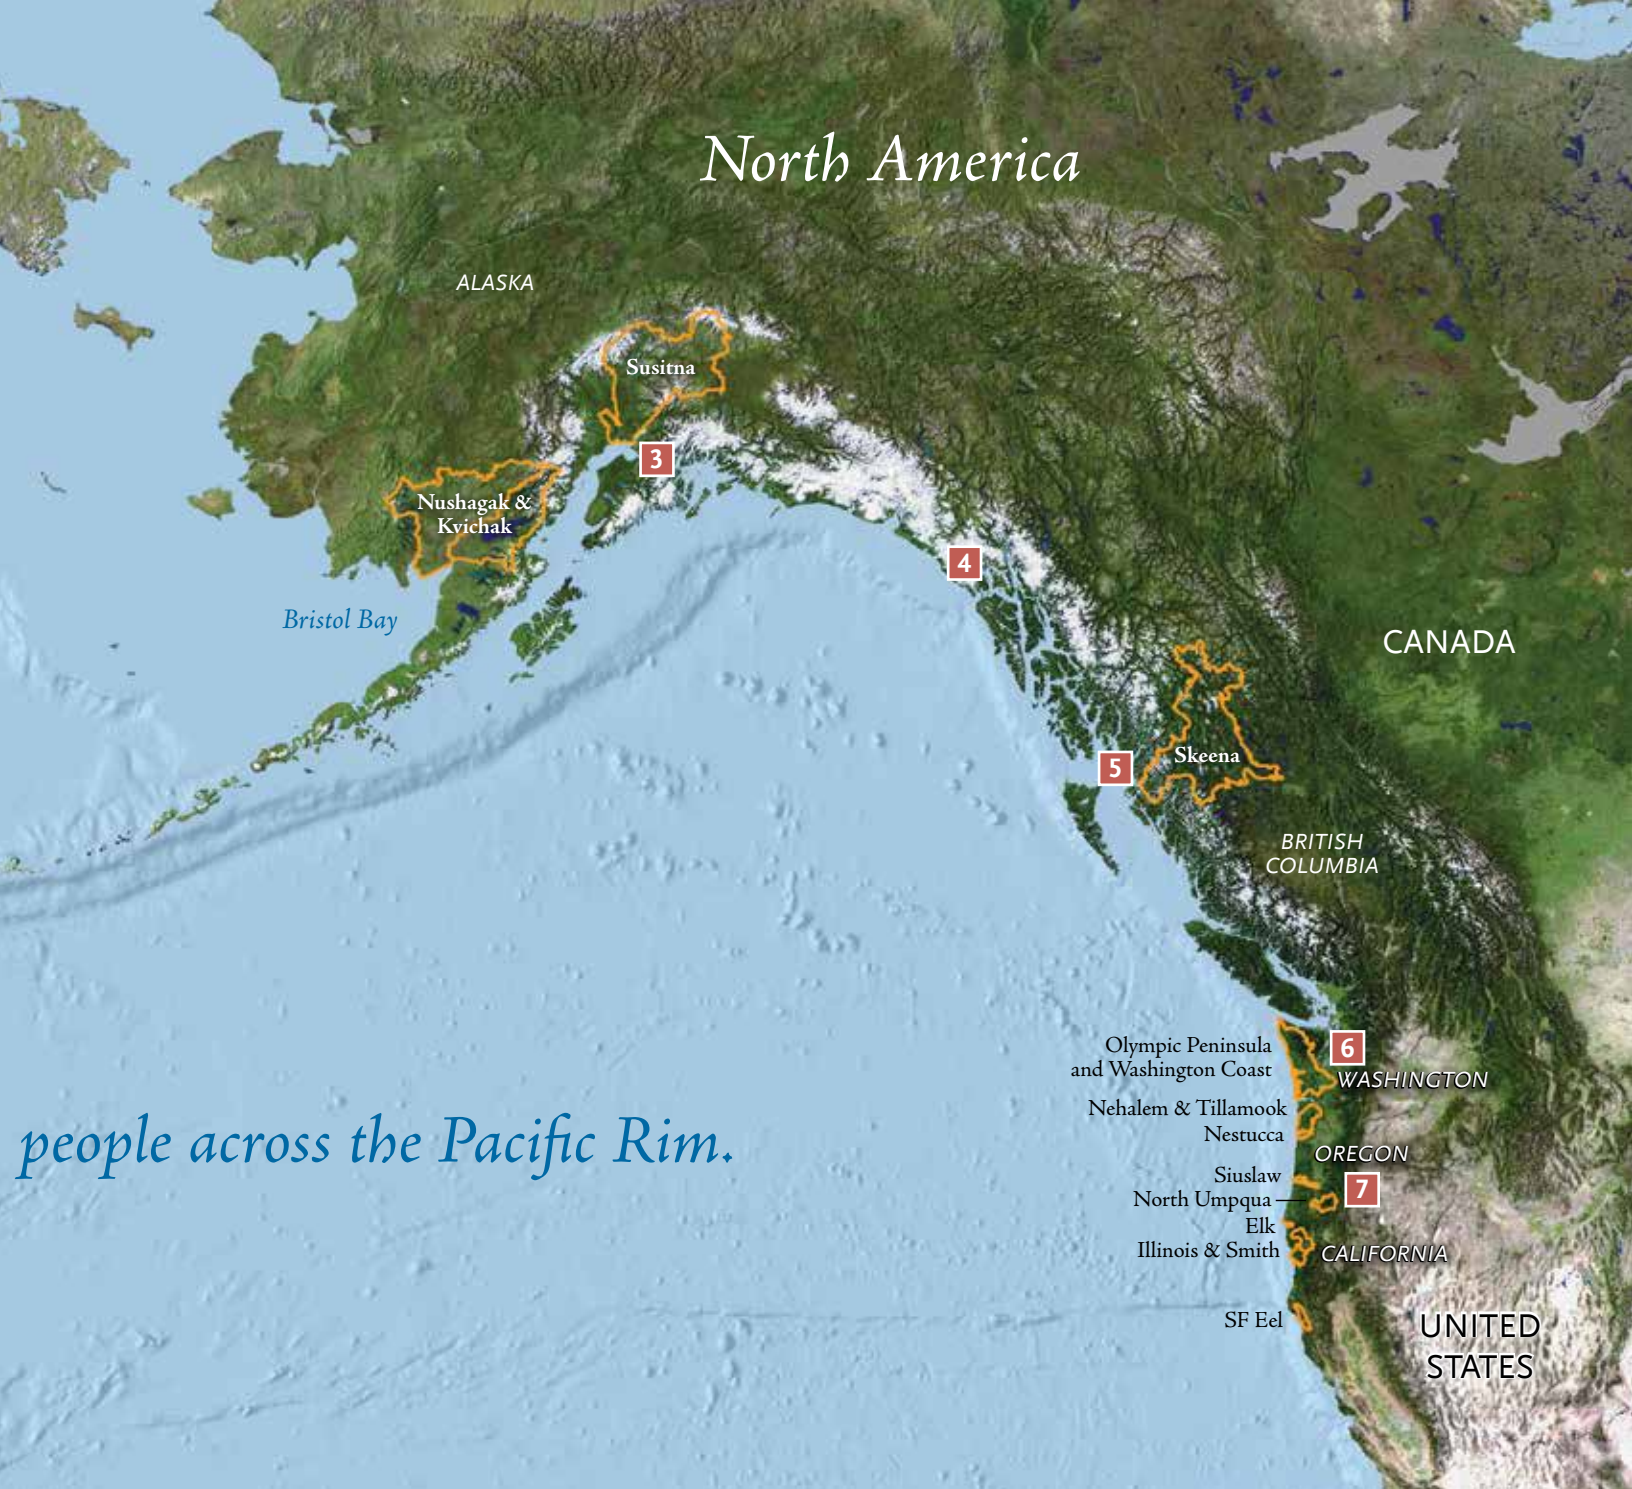 North America
ALASKA
Susitna
3
Nushagak &
Kvichak
4
Bristol Bay
CANADA
Skeena
5
BRITISH
COLUMBIA
Olympic Peninsula
and Washington Coast
6
WASHINGTON
Nehalem & Tillamook
Nestucca
people across the Pacific Rim.
OREGON
Siuslaw
7
North Umpqua
Elk
Illinois & Smith
CALIFORNIA
SF Eel
UNITED
STATES